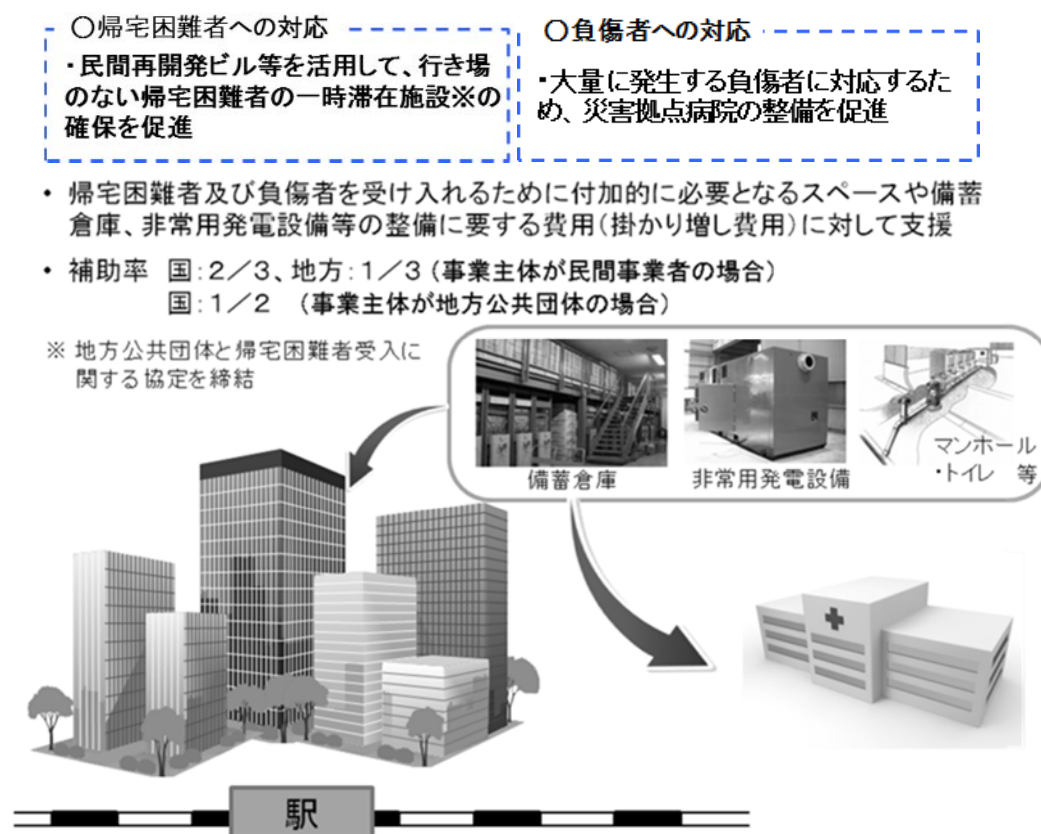 ○帰宅困難者への対応
・民間再開発ビル等を活用して、行き場
のない帰宅困難者の一時滞在施設※の
確保を促進
○負傷者への対応
・大量に発生する負傷者に対応するた
め、災害拠点病院の整備を促進
• 帰宅困難者及び負傷者を受け入れるために付加的に必要となるスペースや備蓄
倉庫、非常用発電設備等の整備に要する費用(掛かり増し費用)に対して支援
• 補助率 国:2/3、地方:1/3(事業主体が民間事業者の場合)
国:1/2 (事業主体が地方公共団体の場合)
※ 地方公共団体と帰宅困難者受入に
関する協定を締結
備蓄倉庫
非常用発電設備
マンホール
・トイレ 等
駅